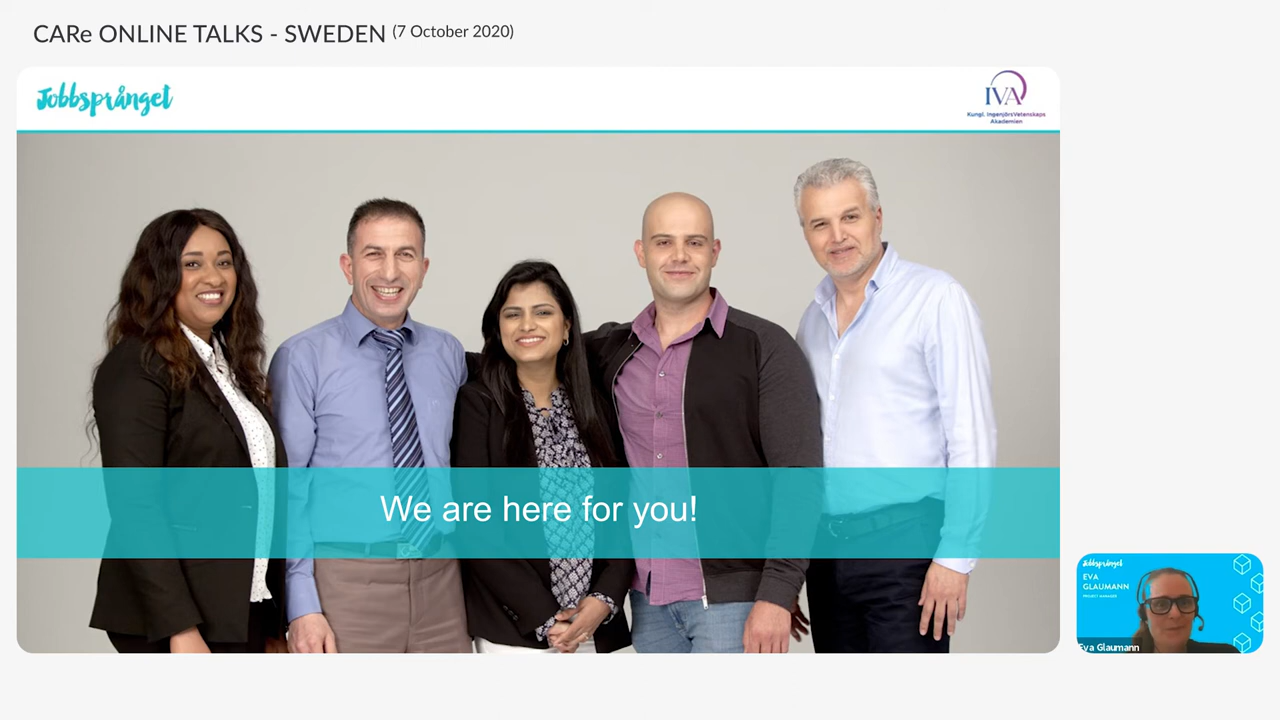 CARe ONLINE TALKS - SWEDEN (7 October 2020)
Jobbsprånget
IVA
Kungl. IngenjörsVetenskaps
Akademien
We are here for you!
Jobbsprånget
EVA
GLAUMANN
PROJECT MANAGER
Eva Glaumann